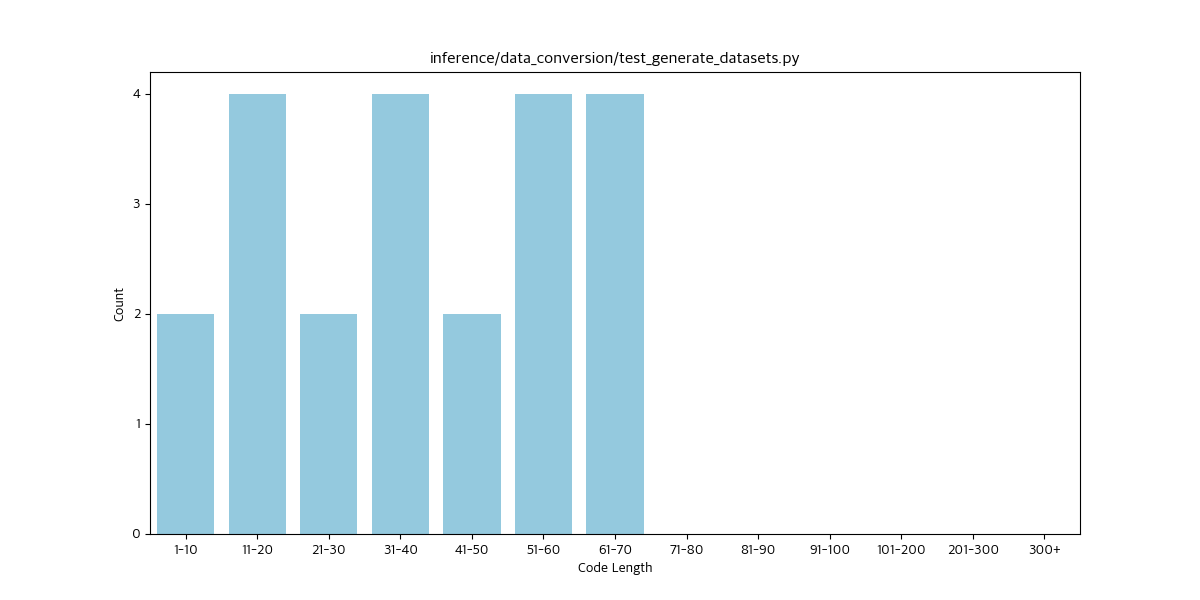 inference/data_conversion/test_generate_datasets.py
4
3
2
1
0
Count
1-10 11-20 21-30 31-40 41-50 51-60 61-70 71-80 81-90 91-100 101-200 201-300 300+
Code Length